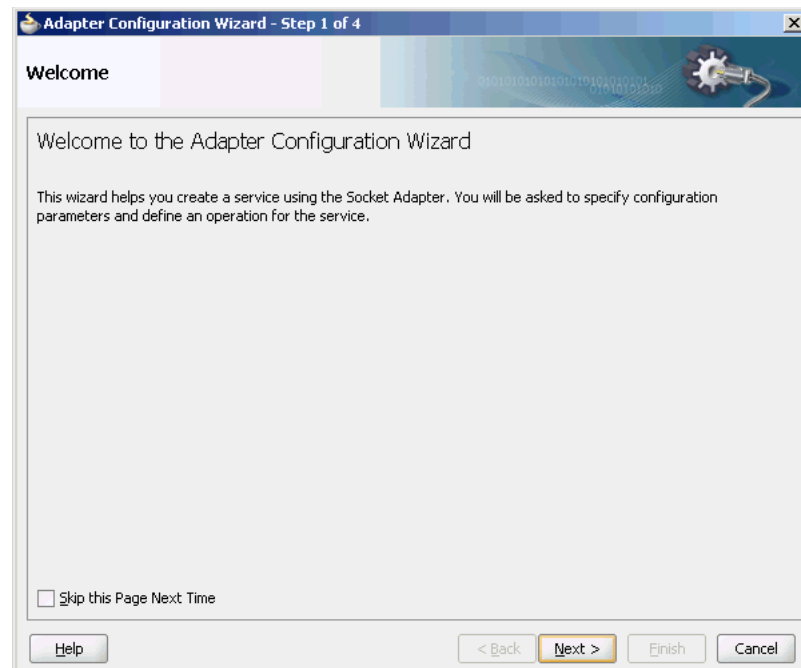 Adapter Configuration Wizard - Step 1 of 4
Welcome
Welcome to the Adapter Configuration Wizard
This wizard helps you create a service using the Socket Adapter. You will be asked to specify configuration
parameters and define an operation for the service.
Skip this Page Next Time
Help
< Back
Next >
Finish
Cancel